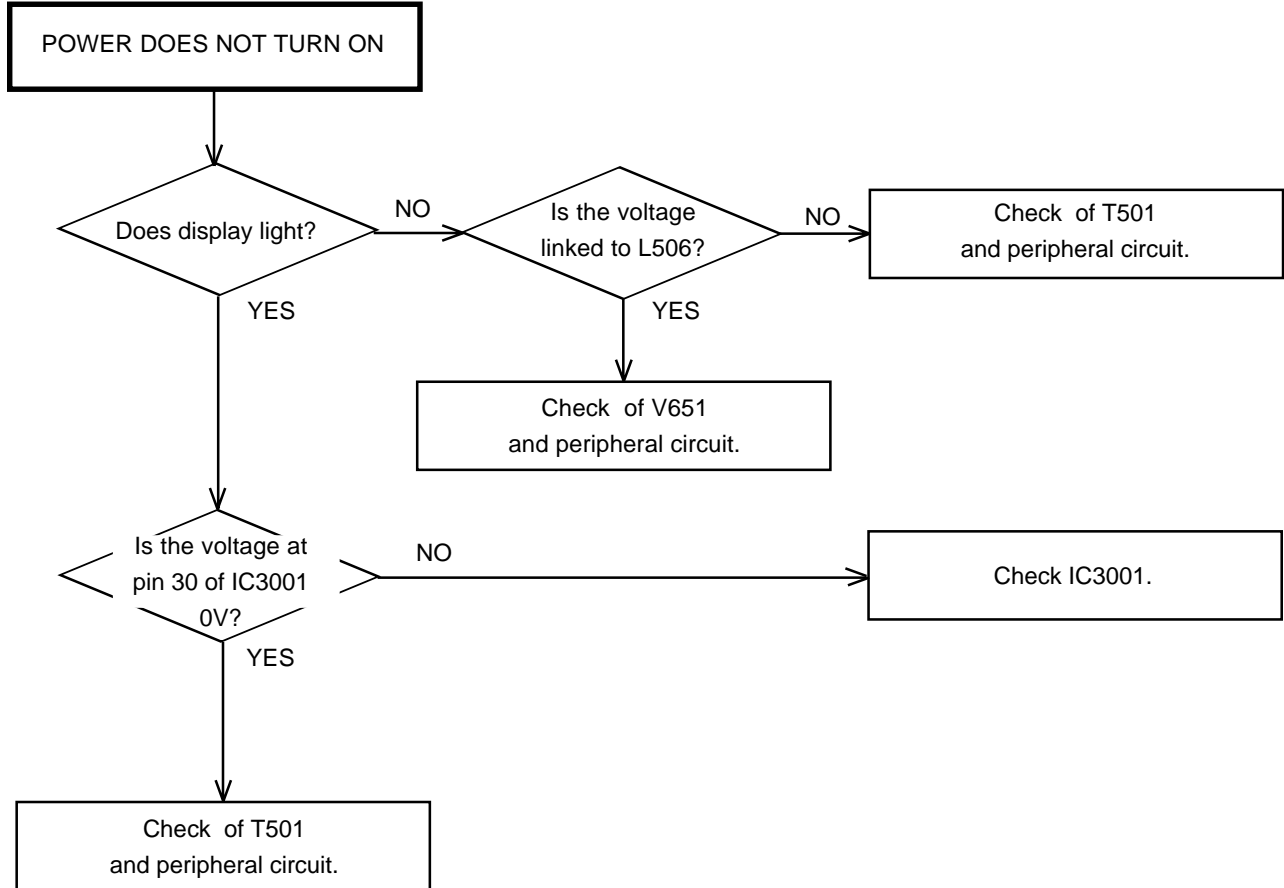 POWER DOES NOT TURN ON
Does display light?
NO
Is the voltage
linked to L506?
NO
Check of T501
and peripheral circuit.
YES
YES
Check of V651
and peripheral circuit.
Is the voltage at
pin 30 of IC3001
0V?
NO
Check IC3001.
YES
Check of T501
and peripheral circuit.